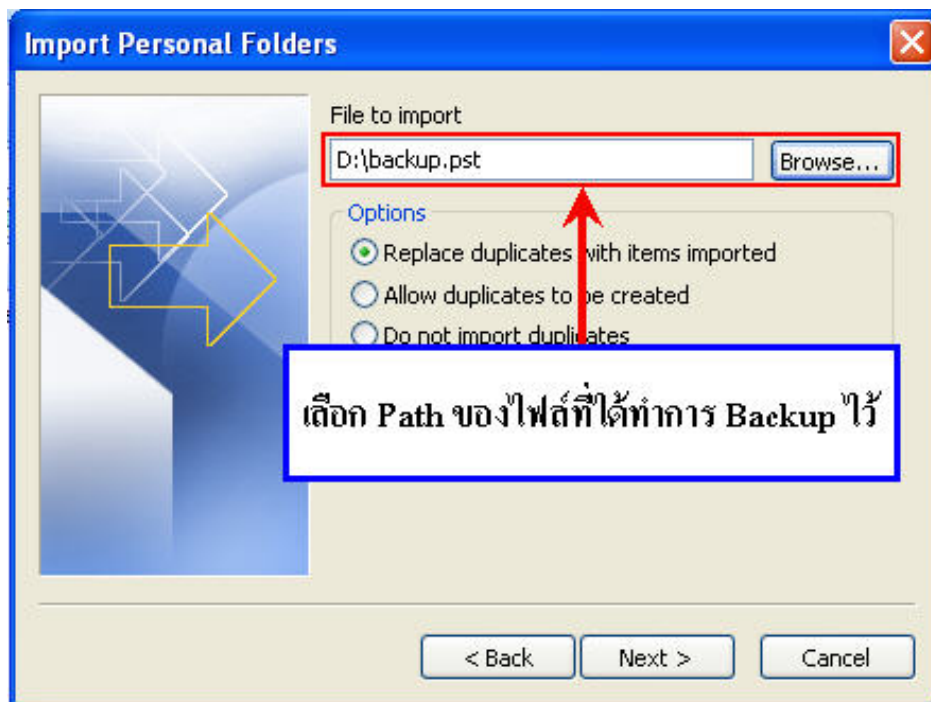 Import Personal Folders
File to import
D:\backup.pst
Browse...
Options
Replace duplicates with items imported
Allow duplicates to be created
Do not import duplicates
เลือก Path ของไฟล์ที่ได้ทำการ Backup ไว้
< Back
Next >
Cancel